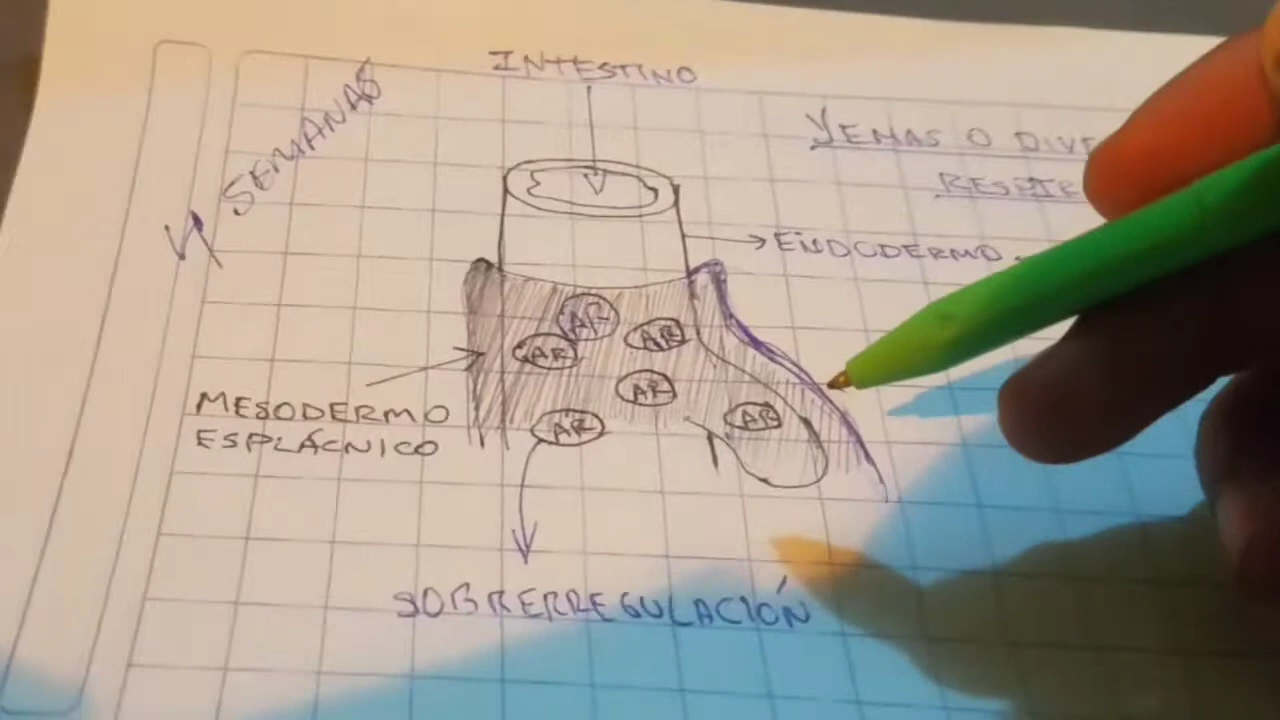 INTESTINO
SEMANAS
4
YEMAS O DIVE
RESPIR
ENDODERMO.
AR
AR
AR
AR
AR
AR
MESODERMO
ESPLÁCNICO
SOBRERREGULACIÓN